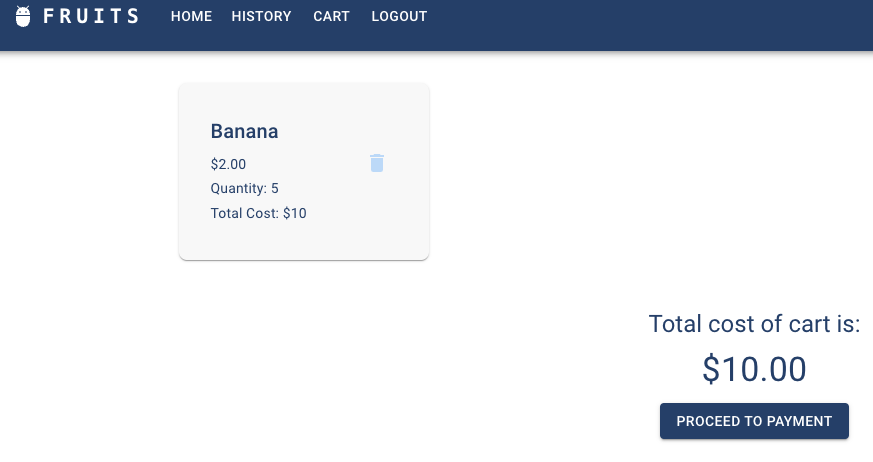 FRUITS HOME HISTORY CART LOGOUT
Banana
$2.00
Quantity: 5
Total Cost: $10
Total cost of cart is:
$10.00
PROCEED TO PAYMENT